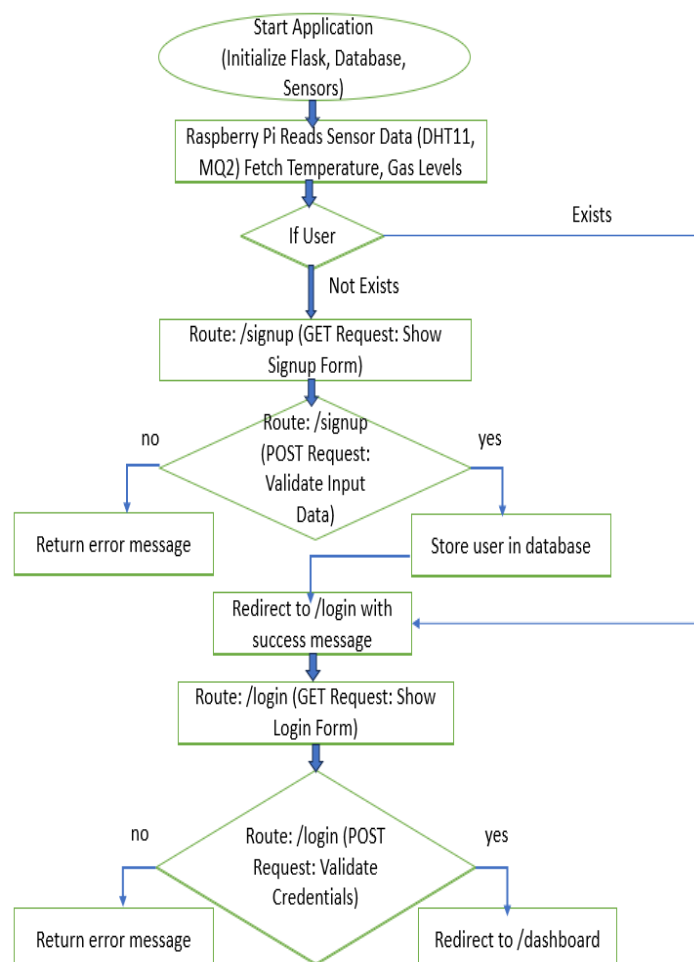 Start Application
(Initialize Flask, Database,
Sensors)
Raspberry Pi Reads Sensor Data (DHT11,
MQ2) Fetch Temperature, Gas Levels
If User
Exists
Not Exists
Route: /signup (GET Request: Show
Signup Form)
no
Route: /signup
(POST Request:
Validate Input
Data)
yes
Return error message
Store user in database
Redirect to /login with
success message
Route: /login (GET Request: Show
Login Form)
no
Route: /login (POST
Request: Validate
Credentials)
yes
Return error message
Redirect to /dashboard